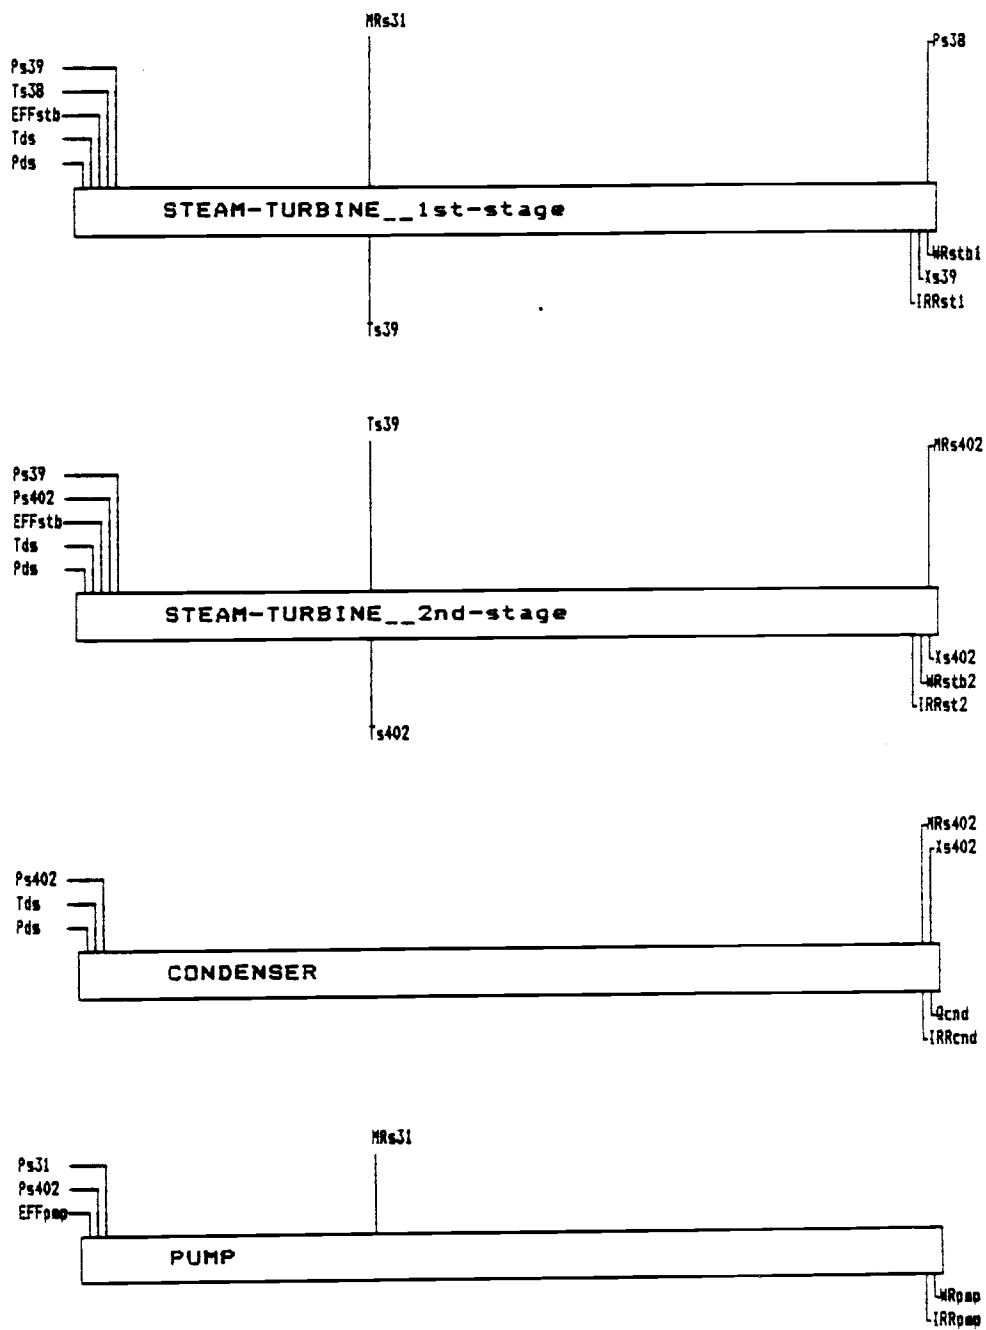 MRs31
Ps38
Ps39
Ts38
EFFstb
Tds
Pds
STEAM-TURBINE__1st-stage
WRstb1
Xs39
IRRst1
Ts39
Ts39
MRs402
Ps39
Ps402
EFFstb
Tds
Pds
STEAM-TURBINE__2nd-stage
Xs402
WRstb2
IRRst2
Ts402
MRs402
Xs402
Ps402
Tds
Pds
CONDENSER
Qcnd
IRRcnd
MRs31
Ps31
Ps402
EFFpmp
PUMP
WRpmp
IRRpmp